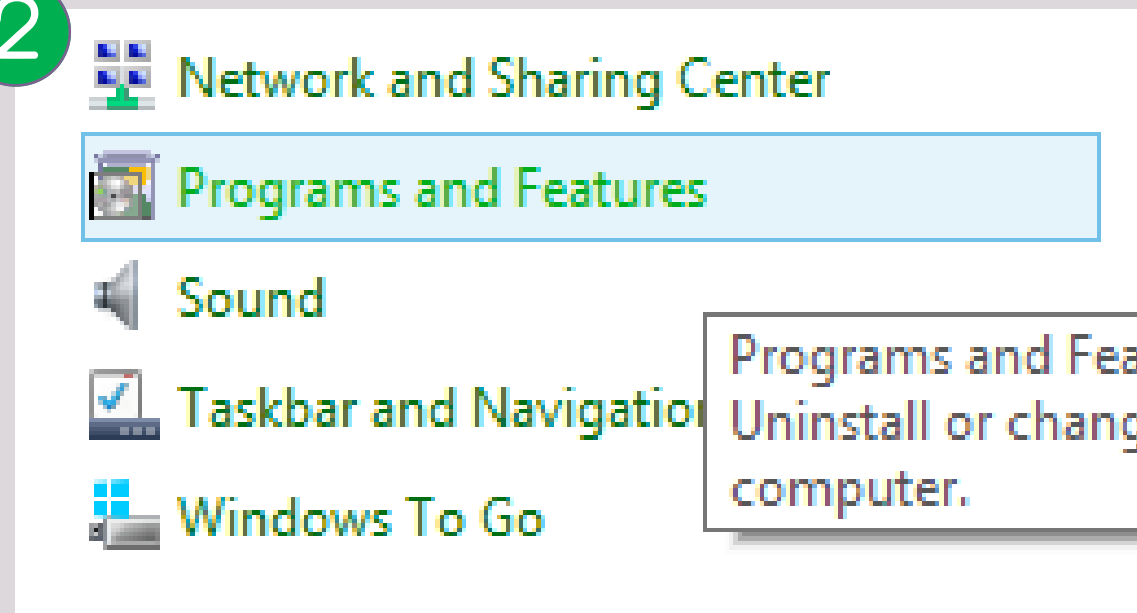 2
Network and Sharing Center
Programs and Features
Sound
Programs and Fea
Taskbar and Navigation
Uninstall or chang
computer.
Windows To Go